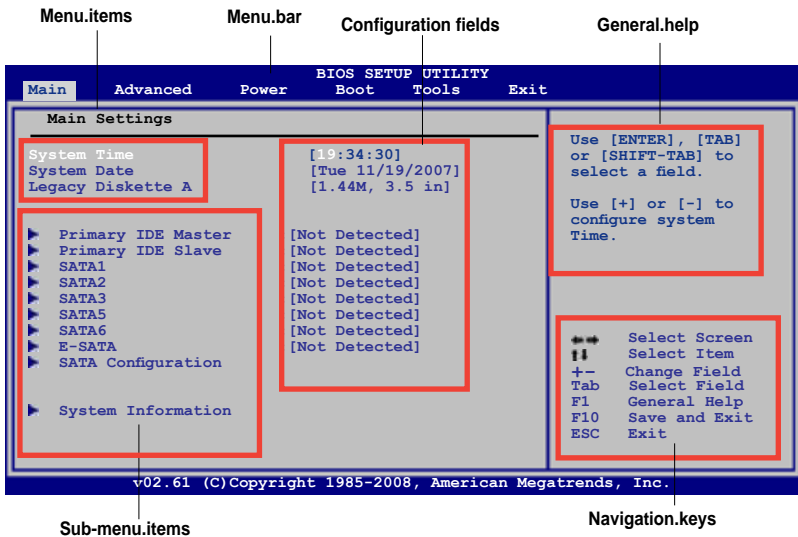 Menu.items Menu.bar Configuration fields General.help
BIOS SETUP UTILITY
Main Advanced Power Boot Tools Exit
Main Settings
System Time [19:34:30]
System Date [Tue 11/19/2007]
Legacy Diskette A [1.44M, 3.5 in]
Primary IDE Master [Not Detected]
Primary IDE Slave [Not Detected]
SATA1 [Not Detected]
SATA2 [Not Detected]
SATA3 [Not Detected]
SATA5 [Not Detected]
SATA6 [Not Detected]
E-SATA [Not Detected]
SATA Configuration
System Information
Use [ENTER], [TAB]
or [SHIFT-TAB] to
select a field.
Use [+] or [-] to
configure system
Time.
Select Screen
Select Item
+- Change Field
Tab Select Field
F1 General Help
F10 Save and Exit
ESC Exit
v02.61 (C)Copyright 1985-2008, American Megatrends, Inc.
Sub-menu.items Navigation.keys